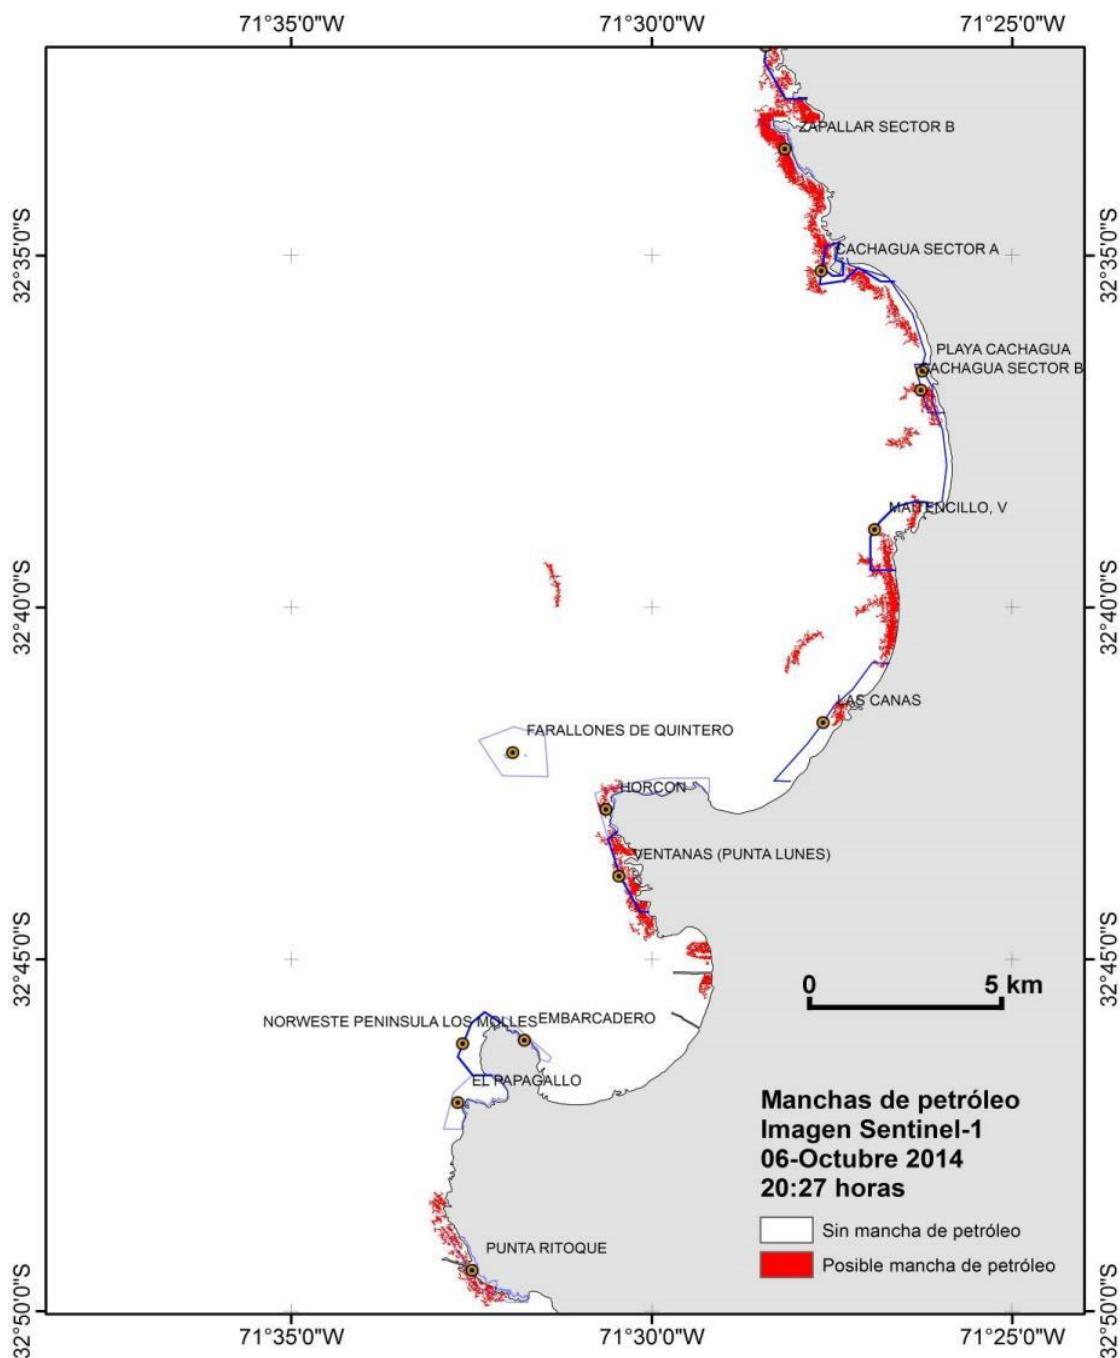 71°35'0"W
71°30'0"W
71°25'0"W
ZAPALLAR SECTOR B
32°35'0"S
CACHAGUA SECTOR A
32°35'0"S
PLAYA CACHAGUA
CACHAGUA SECTOR B
MAITENCILLO, V
32°40'0"S
32°40'0"S
LAS CANAS
FARALLONES DE QUINTERO
HORCON
VENTANAS (PUNTA LUNES)
32°45'0"S
32°45'0"S
0
5 km
NORWESTE PENINSULA LOS MOLLES
EMBARCADERO
EL PAPAGALLO
Manchas de petróleo
Imagen Sentinel-1
06-Octubre 2014
20:27 horas
Sin mancha de petróleo
Posible mancha de petróleo
PUNTA RITOQUE
32°50'0"S
32°50'0"S
71°35'0"W
71°30'0"W
71°25'0"W